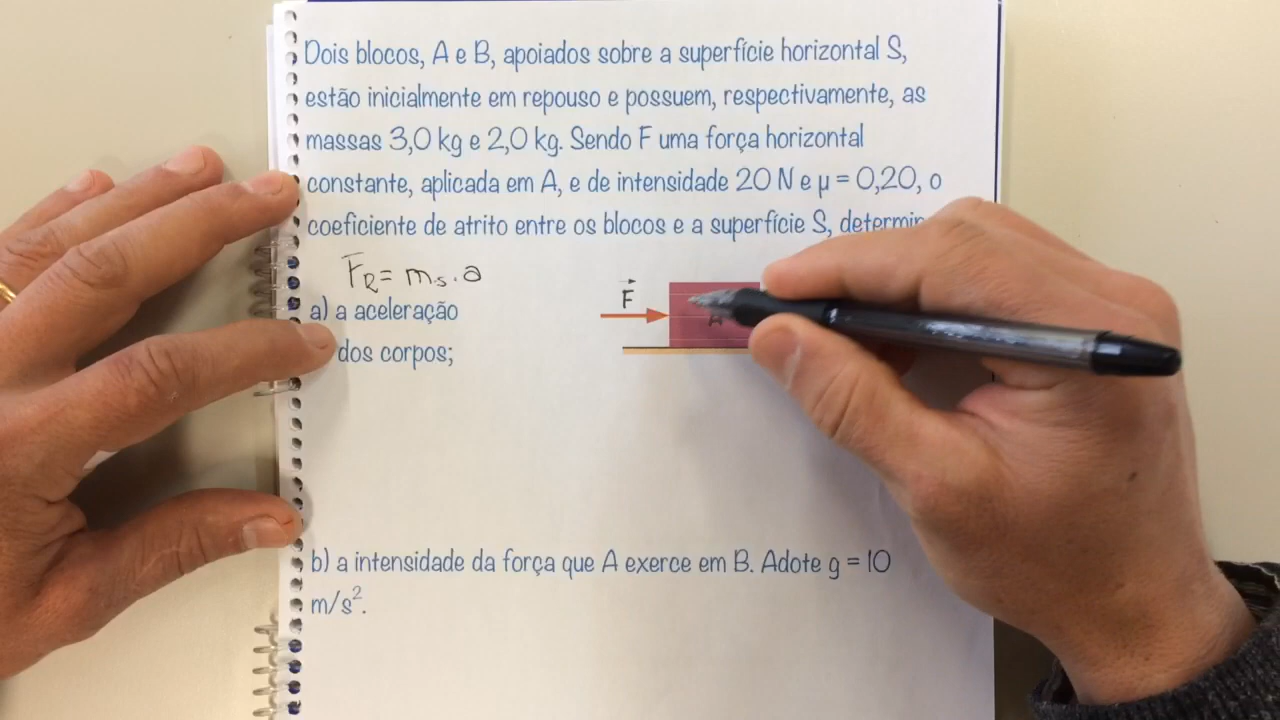 Dois blocos, A e B, apoiados sobre a superfície horizontal S,
estão inicialmente em repouso e possuem, respectivamente, as
massas 3,0 kg e 2,0 kg. Sendo F uma força horizontal
constante, aplicada em A, e de intensidade 20 N e μ = 0,20, o
coeficiente de atrito entre os blocos e a superfície S,
F_R = m_s . a
a) a aceleração
dos corpos;
F
A
b) a intensidade da força que A exerce em B. Adote g = 10
m/s².